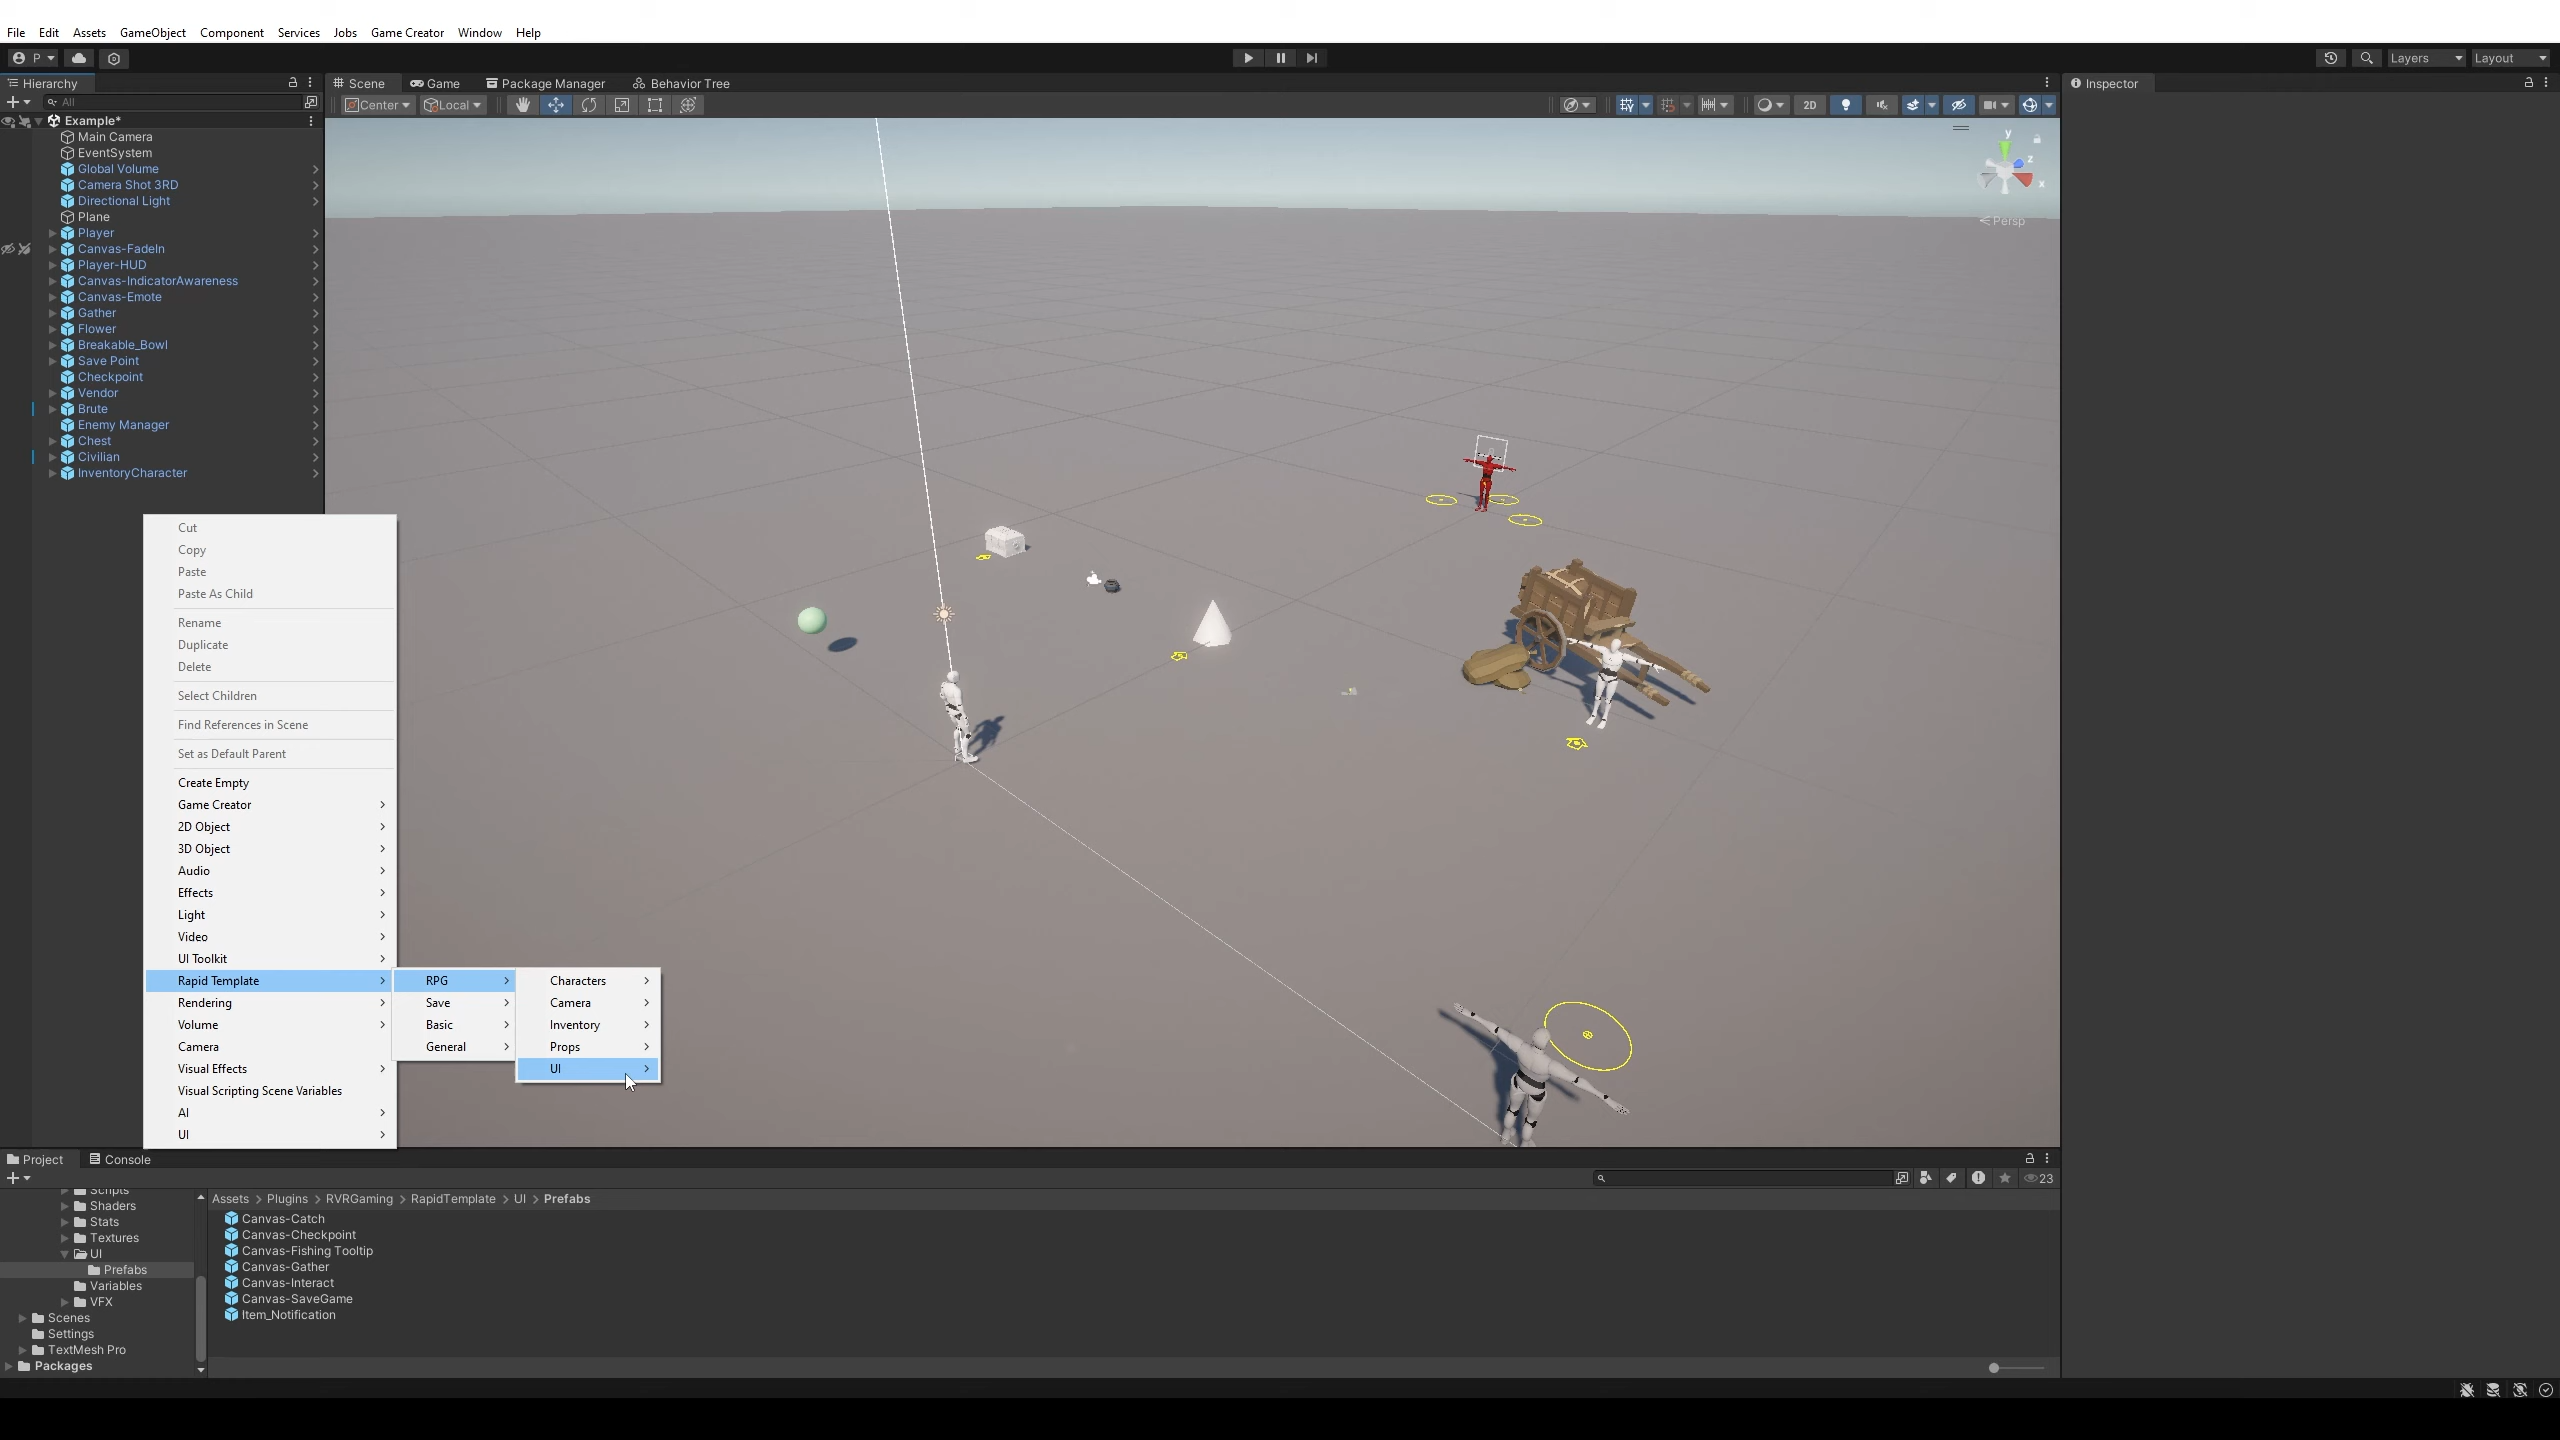 File Edit Assets GameObject Component Services Jobs Game Creator Window Help
P Layers Layout
Hierarchy Scene Game Package Manager Behavior Tree Inspector
All Center Local 2D
Example*
Main Camera
EventSystem
Global Volume
Camera Shot 3RD
Directional Light
Plane
Player
Canvas-FadeIn
Player-HUD
Canvas-IndicatorAwareness
Canvas-Emote
Gather
Flower
Breakable_Bowl
Save Point
Checkpoint
Vendor
Brute
Enemy Manager
Chest
Civilian
InventoryCharacter
y
z
x
Persp
Cut
Copy
Paste
Paste As Child
Rename
Duplicate
Delete
Select Children
Find References in Scene
Set as Default Parent
Create Empty
Game Creator
2D Object
3D Object
Audio
Effects
Light
Video
UI Toolkit
Rapid Template
Rendering
Volume
Camera
Visual Effects
Visual Scripting Scene Variables
AI
UI
RPG
Save
Basic
General
Characters
Camera
Inventory
Props
UI
Project Console
23
Scripts
Shaders
Stats
Textures
UI
Prefabs
Variables
VFX
Scenes
Settings
TextMesh Pro
Packages
Assets > Plugins > RVRGaming > RapidTemplate > UI > Prefabs
Canvas-Catch
Canvas-Checkpoint
Canvas-Fishing Tooltip
Canvas-Gather
Canvas-Interact
Canvas-SaveGame
Item_Notification